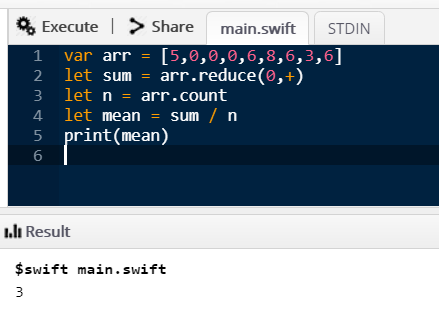 Execute | Share main.swift STDIN
1 var arr = [5,0,0,0,6,8,6,3,6]
2 let sum = arr.reduce(0,+)
3 let n = arr.count
4 let mean = sum / n
5 print(mean)
6
Result
$swift main.swift
3